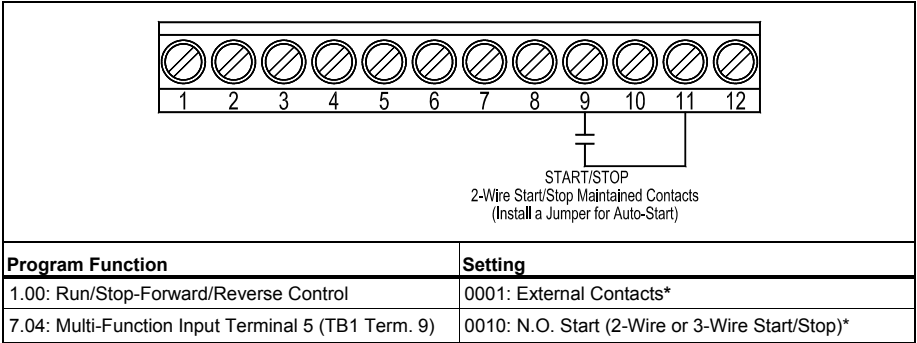 1 2 3 4 5 6 7 8 9 10 11 12
START/STOP
2-Wire Start/Stop Maintained Contacts
(Install a Jumper for Auto-Start)
Program Function Setting
1.00: Run/Stop-Forward/Reverse Control 0001: External Contacts*
7.04: Multi-Function Input Terminal 5 (TB1 Term. 9) 0010: N.O. Start (2-Wire or 3-Wire Start/Stop)*